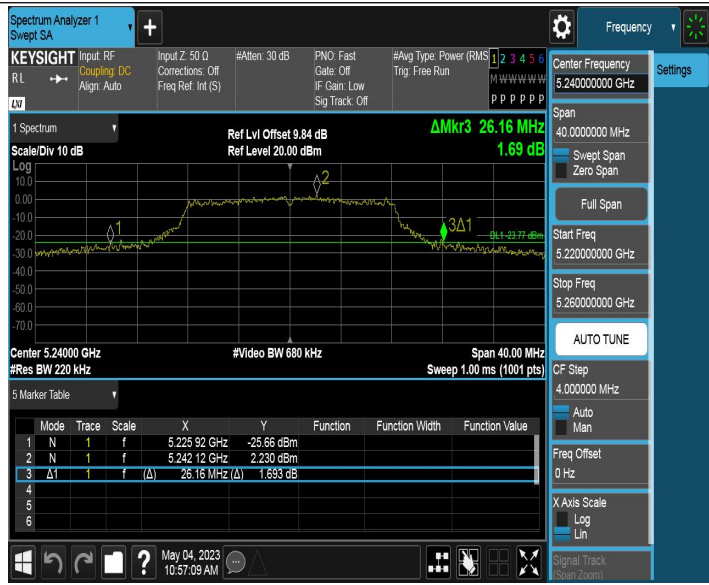 Spectrum Analyzer 1
Swept SA
+
Frequency
KEYSIGHT
RL
LXI
Input: RF
Coupling: DC
Align: Auto
Input Z: 50 Ω
Corrections: Off
Freq Ref: Int (S)
#Atten: 30 dB
PNO: Fast
Gate: Off
IF Gain: Low
Sig Track: Off
#Avg Type: Power (RMS
Trig: Free Run
1 2 3 4 5 6
M W W W W W
P P P P P P
Center Frequency
5.240000000 GHz
Settings
Span
40.0000000 MHz
Swept Span
Zero Span
Full Span
Start Freq
5.220000000 GHz
Stop Freq
5.260000000 GHz
AUTO TUNE
CF Step
4.000000 MHz
Auto
Man
Freq Offset
0 Hz
X Axis Scale
Log
Lin
Signal Track
(Span Zoom)
1 Spectrum
Scale/Div 10 dB
Ref Lvl Offset 9.84 dB
Ref Level 20.00 dBm
ΔMkr3 26.16 MHz
1.69 dB
Log
10.0
0.00
-10.0
-20.0
-30.0
-40.0
-50.0
-60.0
-70.0
1
2
3Δ1
DL1 -23.77 dBm
Center 5.24000 GHz
#Video BW 680 kHz
Span 40.00 MHz
#Res BW 220 kHz
Sweep 1.00 ms (1001 pts)
5 Marker Table
Mode Trace Scale X Y Function Function Width Function Value
1 N 1 f 5.225 92 GHz -25.66 dBm
2 N 1 f 5.242 12 GHz 2.230 dBm
3 Δ1 1 f (Δ) 26.16 MHz (Δ) 1.693 dB
4
5
6
?
May 04, 2023
10:57:09 AM